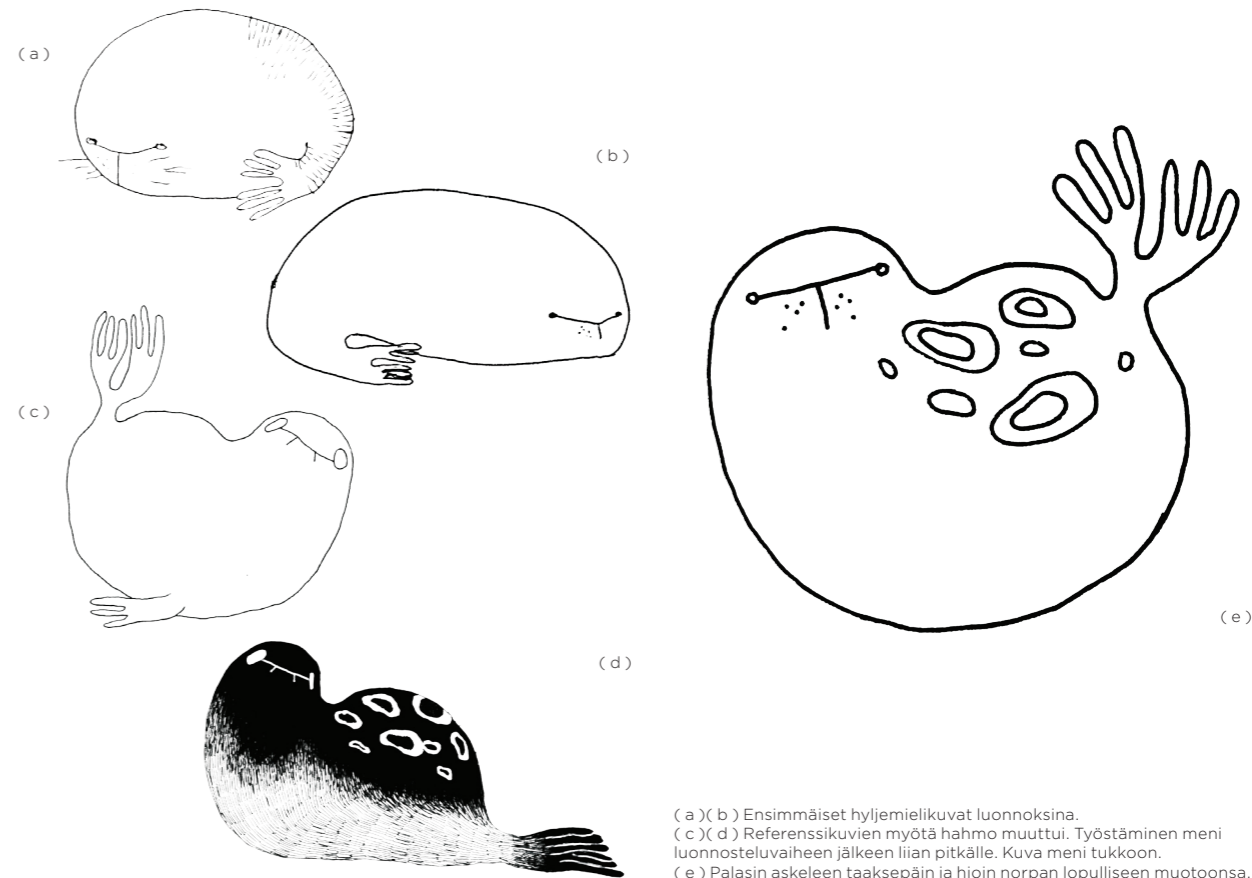 (a)
(b)
(c)
(d)
(e)
(a)(b) Ensimmäiset hyljemielikuvat luonnoksina.
(c)(d) Referenssikuvien myötä hahmo muuttui. Työstäminen meni
luonnosteluvaiheen jälkeen liian pitkälle. Kuva meni tukkoon.
(e) Palasin askeleen taaksepäin ja hioin norpan lopulliseen muotoonsa.